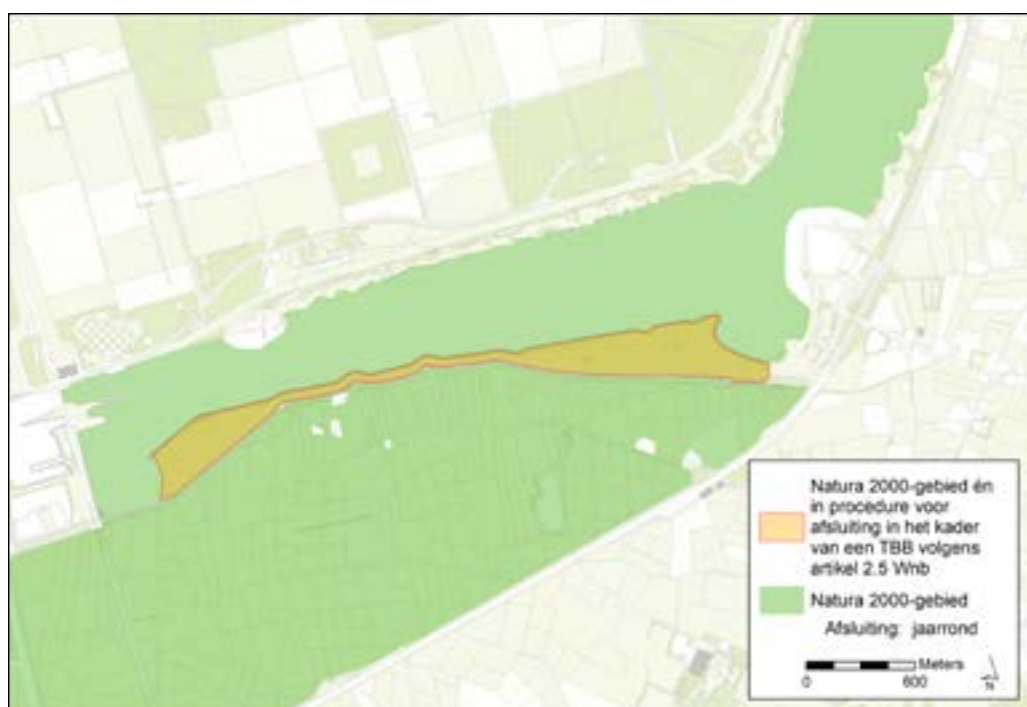 Natura 2000-gebied én
in procedure voor
afsluiting in het kader
van een TBB volgens
artikel 2.5 Wnb
Natura 2000-gebied
Afsluiting: jaarrond
Meters
0 600
N